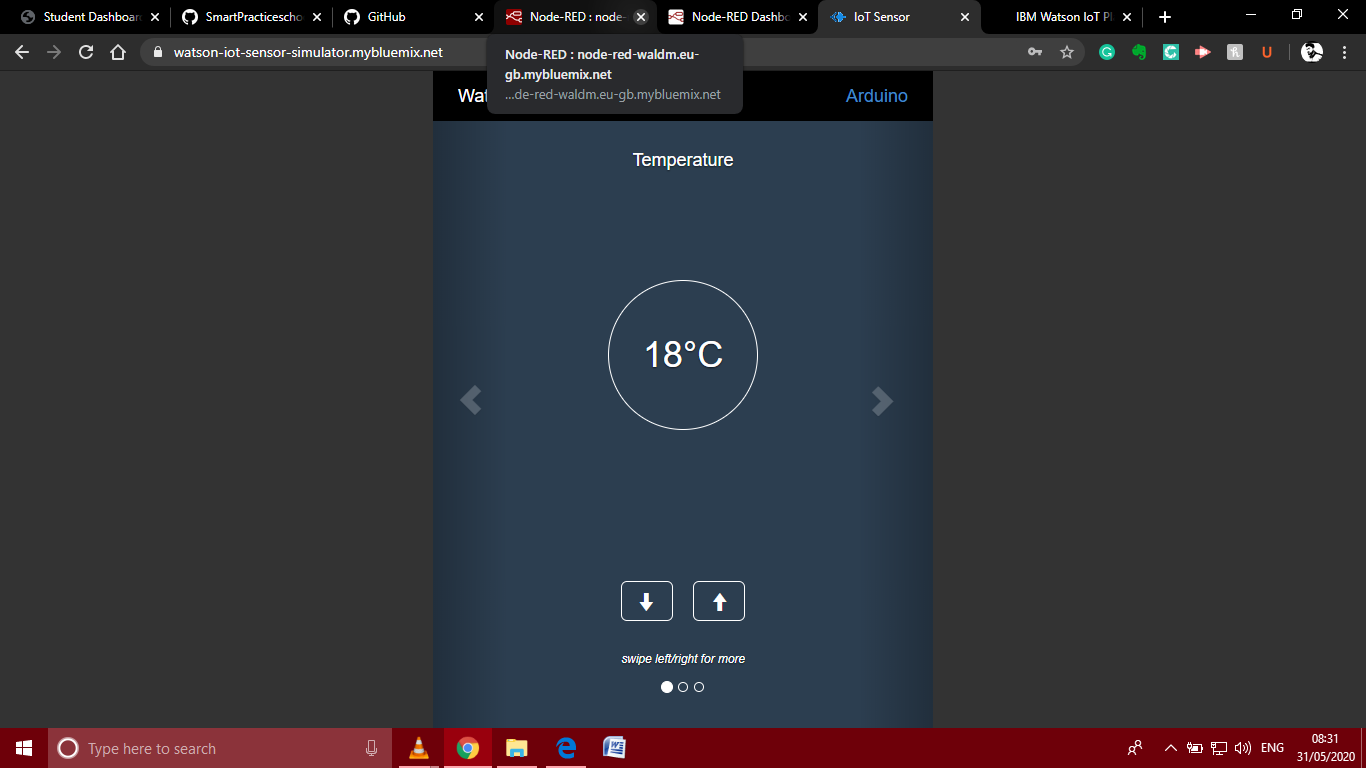 Student Dashboar
SmartPracticescho
GitHub
Node-RED : node-
Node-RED Dashbo
IoT Sensor
IBM Watson IoT Pl
watson-iot-sensor-simulator.mybluemix.net
Node-RED : node-red-waldm.eu-
gb.mybluemix.net
...de-red-waldm.eu-gb.mybluemix.net
Wat
Arduino
Temperature
18°C
swipe left/right for more
Type here to search
ENG
08:31
31/05/2020